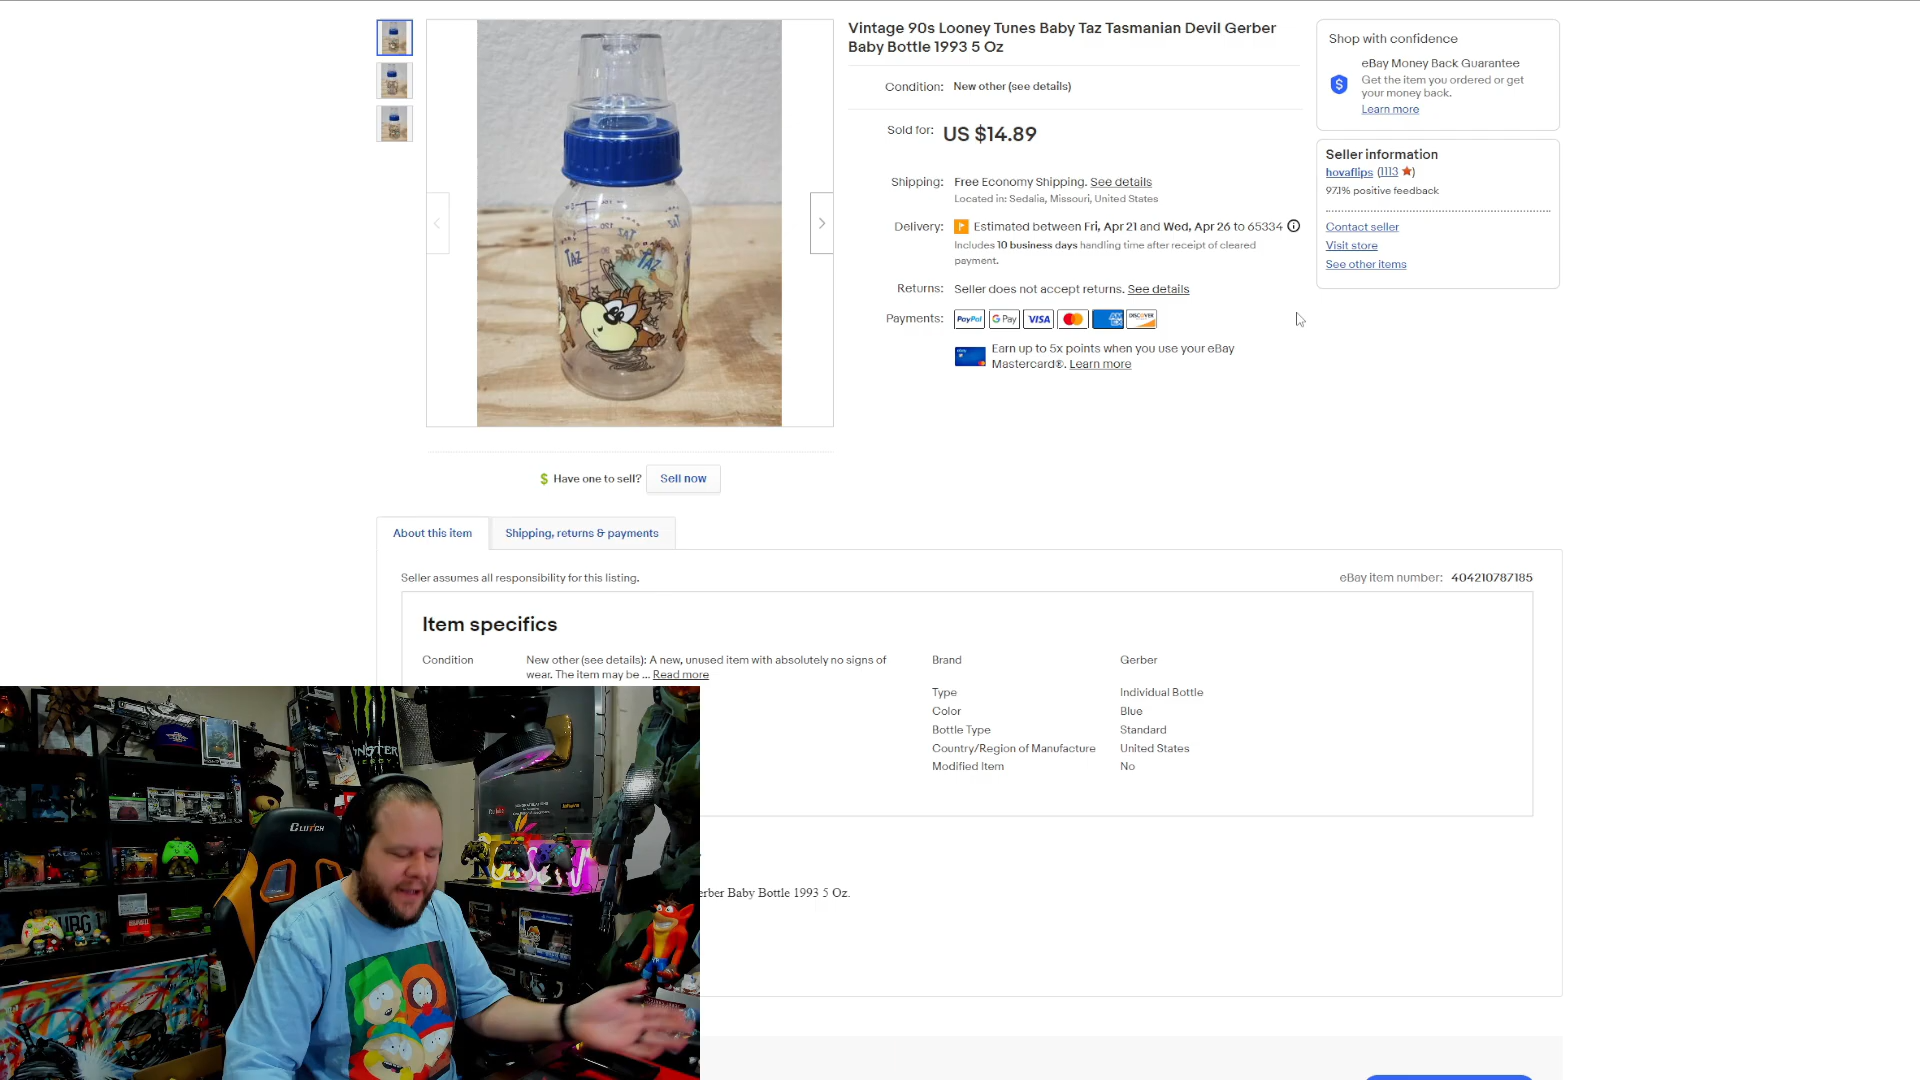 Vintage 90s Looney Tunes Baby Taz Tasmanian Devil Gerber
Baby Bottle 1993 5 Oz
Condition: New other (see details)
Sold for: US $14.89
Shipping: Free Economy Shipping. See details
Located in: Sedalia, Missouri, United States
Delivery: Estimated between Fri, Apr 21 and Wed, Apr 26 to 65334
Includes 10 business days handling time after receipt of cleared
payment.
Returns: Seller does not accept returns. See details
Payments: PayPal G Pay VISA DISCOVER
Earn up to 5x points when you use your eBay
Mastercard®. Learn more
Shop with confidence
eBay Money Back Guarantee
Get the item you ordered or get
your money back.
Learn more
Seller information
hovaflips (1113 )
97.1% positive feedback
Contact seller
Visit store
See other items
TAZ
TAZ
TAZ
$ Have one to sell? Sell now
About this item
Shipping, returns & payments
Seller assumes all responsibility for this listing.
eBay item number: 404210787185
Item specifics
Condition
New other (see details): A new, unused item with absolutely no signs of
wear. The item may be ... Read more
Brand Gerber
Type Individual Bottle
Color Blue
Bottle Type Standard
Country/Region of Manufacture United States
Modified Item No
erber Baby Bottle 1993 5 Oz.
CLUTCH